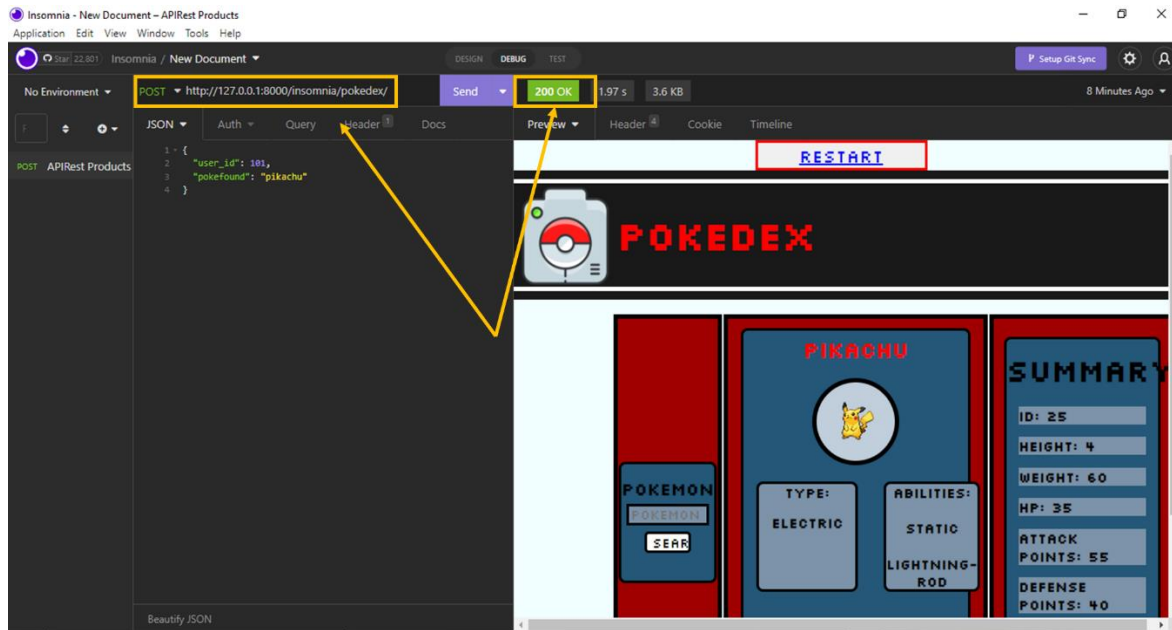 Insomnia - New Document – APIRest Products
Application Edit View Window Tools Help
Star 22.801 Insomnia / New Document
DESIGN DEBUG TEST
Setup Git Sync
No Environment
POST http://127.0.0.1:8000/insomnia/pokedex/
Send
200 OK 1.97 s 3.6 KB
8 Minutes Ago
JSON Auth Query Header 1 Docs
Preview Header 4 Cookie Timeline
POST APIRest Products
1 {
2 "user_id": 101,
3 "pokefound": "pikachu"
4 }
Beautify JSON
RESTART
POKEDEX
POKEMON
POKEMON
SEAR
PIKACHU
TYPE:
ELECTRIC
ABILITIES:
STATIC
LIGHTNING-
ROD
SUMMARY
ID: 25
HEIGHT: 4
WEIGHT: 60
HP: 35
ATTACK
POINTS: 55
DEFENSE
POINTS: 40